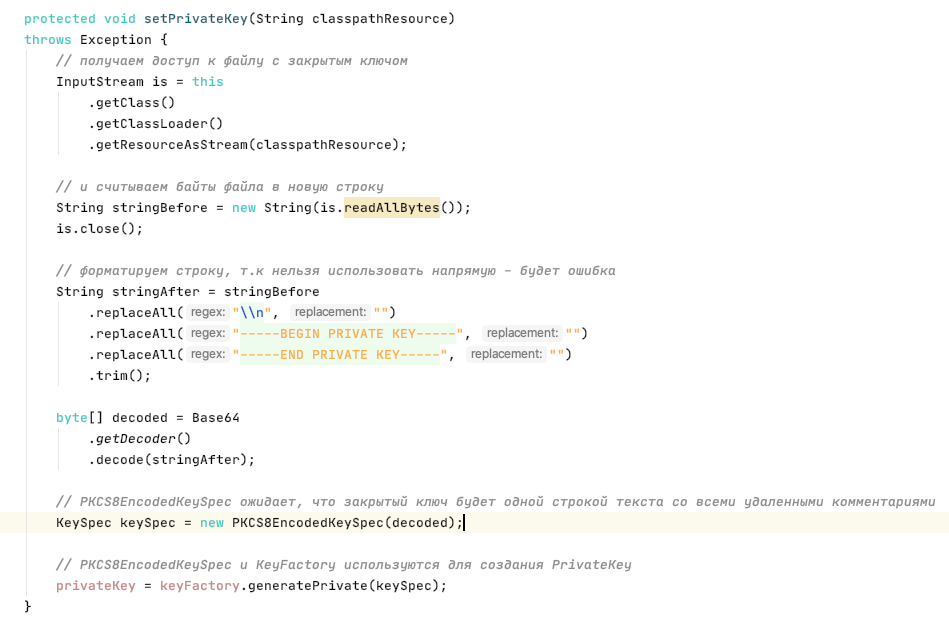 protected void setPrivateKey(String classpathResource)
throws Exception {
// получаем доступ к файлу с закрытым ключом
InputStream is = this
.getClass()
.getClassLoader()
.getResourceAsStream(classpathResource);
// и считываем байты файла в новую строку
String stringBefore = new String(is.readAllBytes());
is.close();
// форматируем строку, т.к нельзя использовать напрямую - будет ошибка
String stringAfter = stringBefore
.replaceAll( regex: "\\n", replacement: "")
.replaceAll( regex: "-----BEGIN PRIVATE KEY-----", replacement: "")
.replaceAll( regex: "-----END PRIVATE KEY-----", replacement: "")
.trim();
byte[] decoded = Base64
.getDecoder()
.decode(stringAfter);
// PKCS8EncodedKeySpec ожидает, что закрытый ключ будет одной строкой текста со всеми удаленными комментариями
KeySpec keySpec = new PKCS8EncodedKeySpec(decoded);
// PKCS8EncodedKeySpec и KeyFactory используются для создания PrivateKey
privateKey = keyFactory.generatePrivate(keySpec);
}